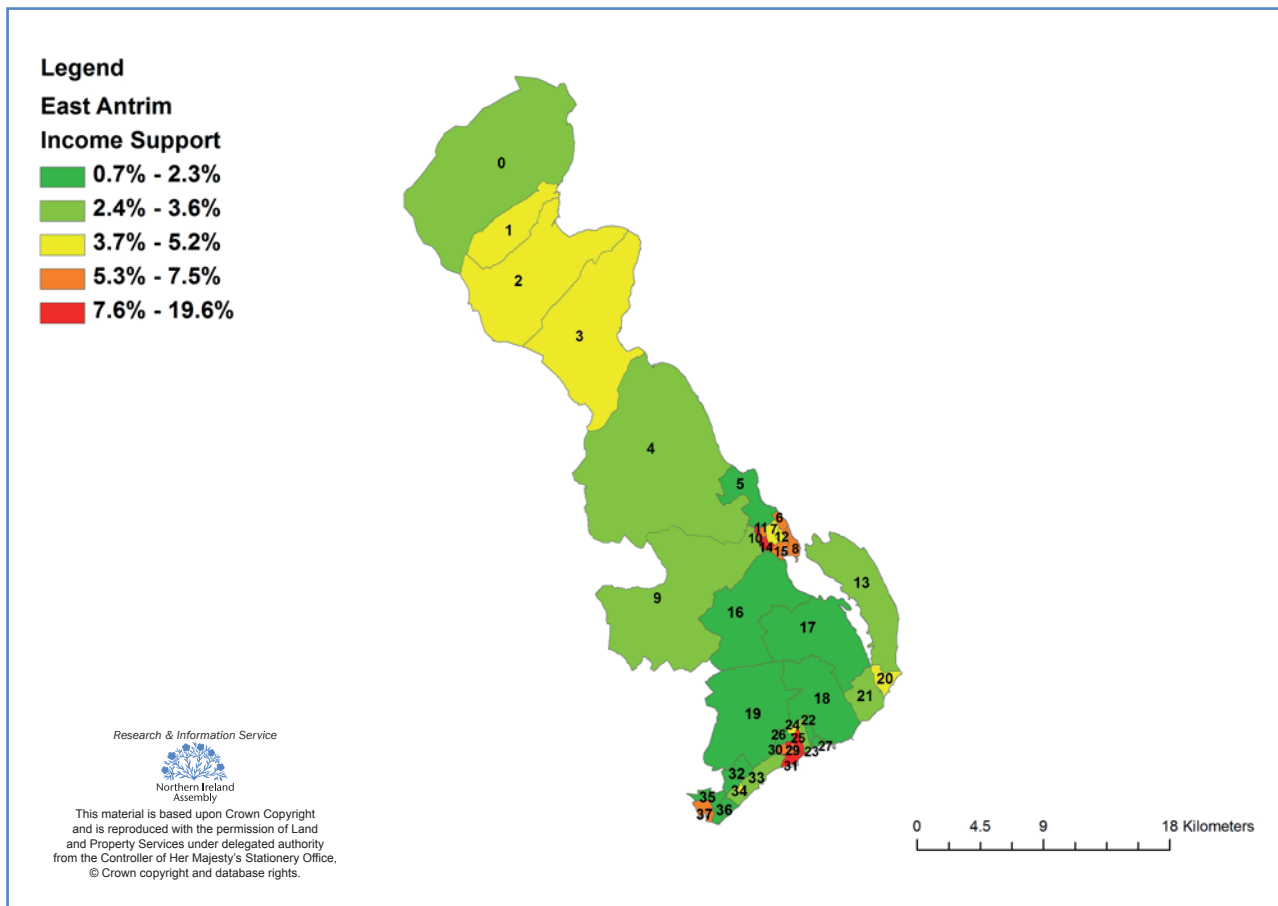 Legend
East Antrim
Income Support
0.7% - 2.3%
2.4% - 3.6%
3.7% - 5.2%
5.3% - 7.5%
7.6% - 19.6%
0
1
2
3
4
5
6
11 7
10 12
14 15 8
13
9
16
17
20
21
18
19
24 22
26 25
30 29 23 27
31
32 33
34
35
37 36
Research & Information Service
Northern Ireland
Assembly
This material is based upon Crown Copyright
and is reproduced with the permission of Land
and Property Services under delegated authority
from the Controller of Her Majesty's Stationery Office,
© Crown copyright and database rights.
0 4.5 9 18 Kilometers